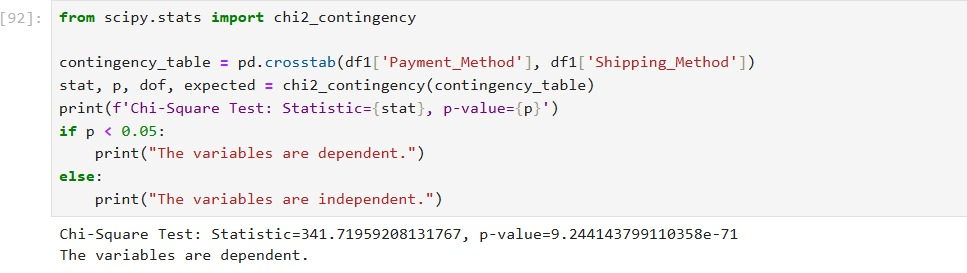 [92]:
from scipy.stats import chi2_contingency
contingency_table = pd.crosstab(df1['Payment_Method'], df1['Shipping_Method'])
stat, p, dof, expected = chi2_contingency(contingency_table)
print(f'Chi-Square Test: Statistic={stat}, p-value={p}')
if p < 0.05:
    print("The variables are dependent.")
else:
    print("The variables are independent.")
Chi-Square Test: Statistic=341.71959208131767, p-value=9.244143799110358e-71
The variables are dependent.